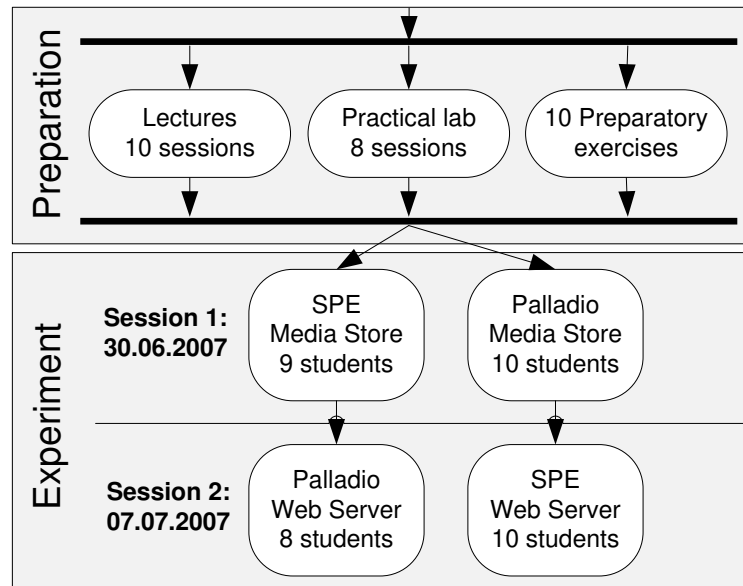 Preparation
Lectures
10 sessions
Practical lab
8 sessions
10 Preparatory
exercises
Experiment
Session 1:
30.06.2007
SPE
Media Store
9 students
Palladio
Media Store
10 students
Session 2:
07.07.2007
Palladio
Web Server
8 students
SPE
Web Server
10 students